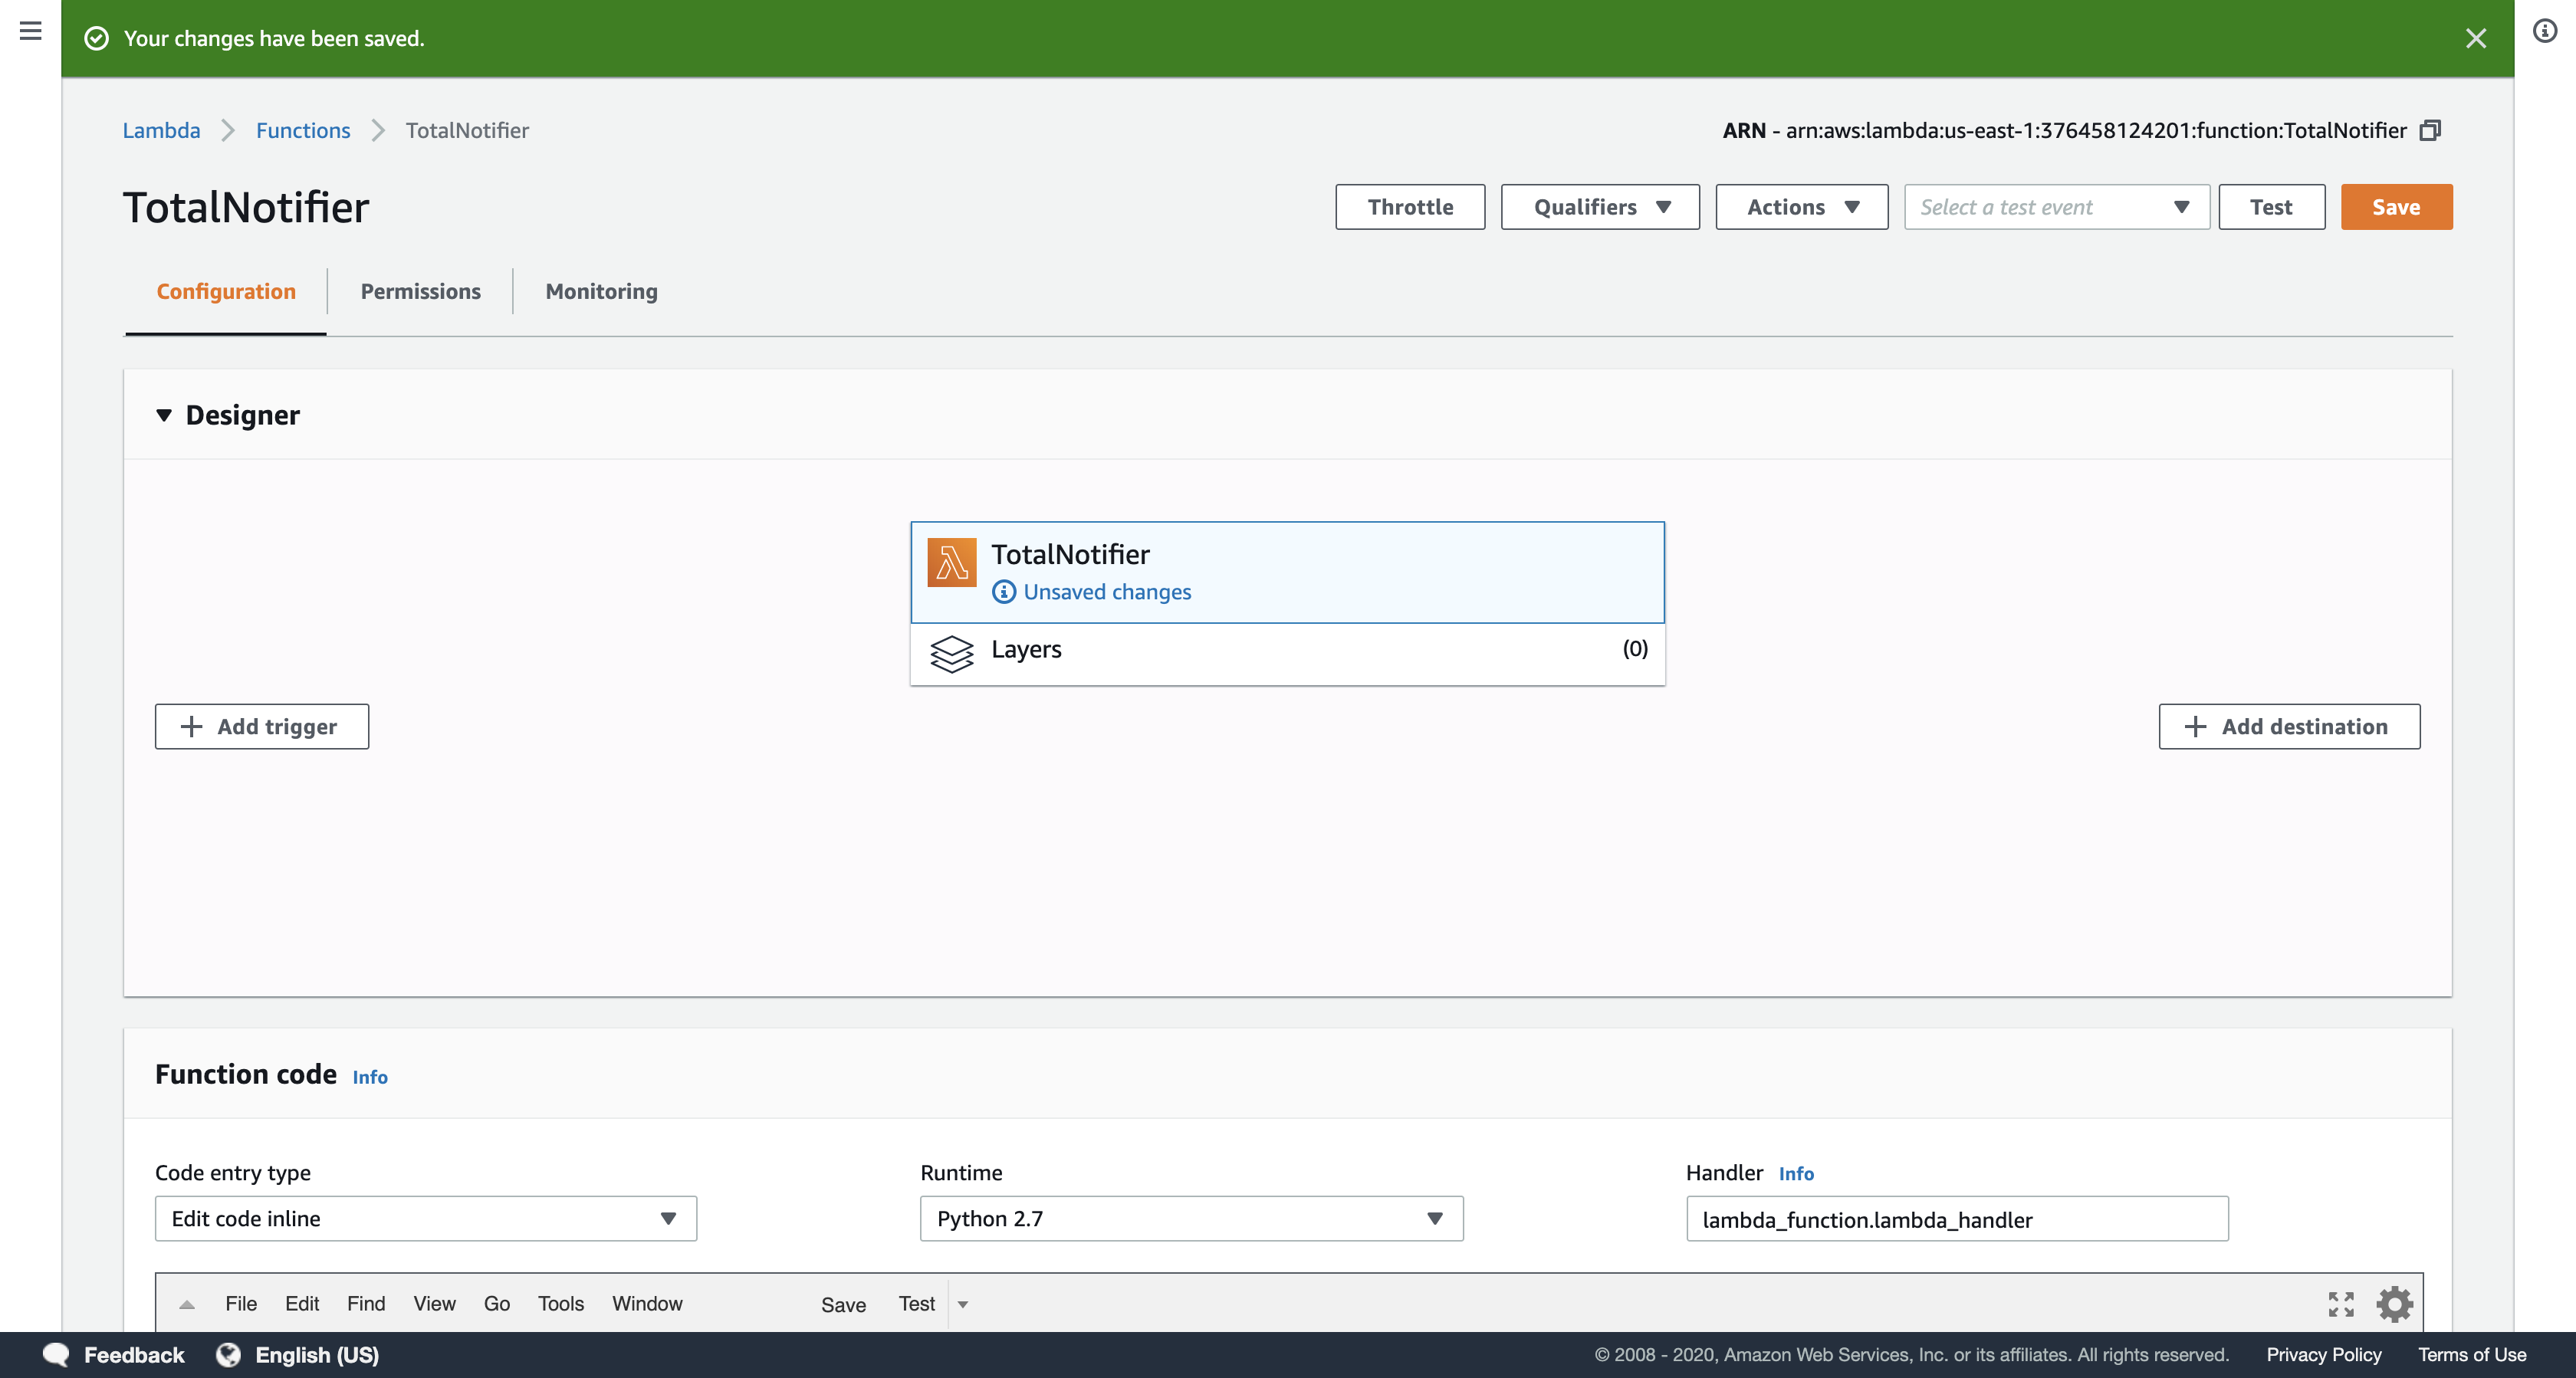 Your changes have been saved.
Lambda Functions TotalNotifier
ARN - arn:aws:lambda:us-east-1:376458124201:function:TotalNotifier
TotalNotifier
Throttle Qualifiers Actions Select a test event Test Save
Configuration Permissions Monitoring
Designer
TotalNotifier
Unsaved changes
Layers (0)
Add trigger Add destination
Function code Info
Code entry type Runtime Handler Info
Edit code inline Python 2.7 lambda_function.lambda_handler
File Edit Find View Go Tools Window Save Test
Feedback English (US) © 2008 - 2020, Amazon Web Services, Inc. or its affiliates. All rights reserved. Privacy Policy Terms of Use